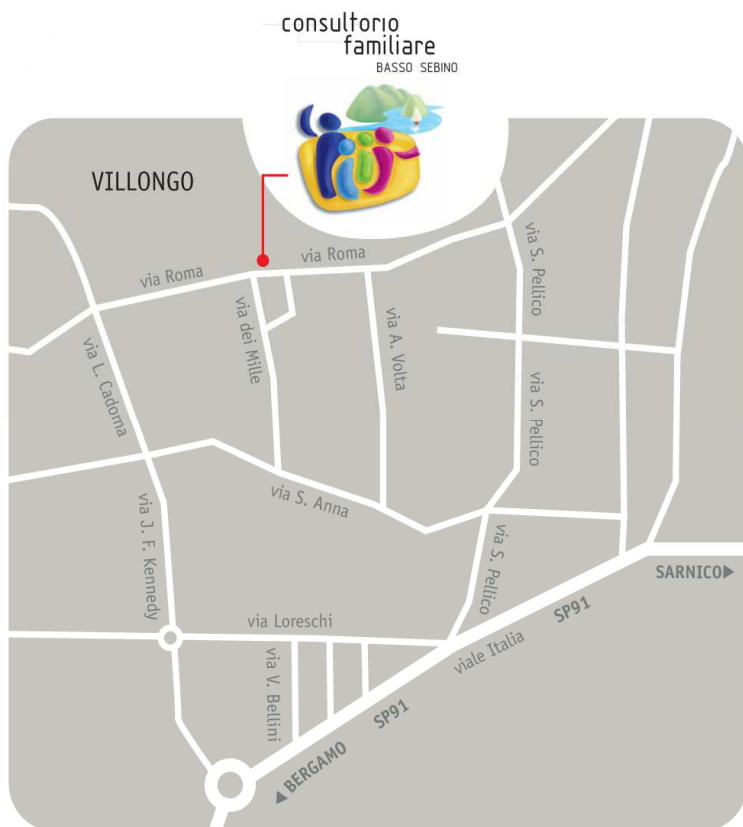 consultorio
familiare
BASSO SEBINO
VILLONGO
via Roma
via Roma
via S. Pellico
via dei Mille
via A. Volta
via L. Cadorna
via S. Pellico
via S. Anna
via J. F. Kennedy
via S. Pellico
SARNICO▶
via Loreschi
SP91
viale Italia
via V. Bellini
SP91
▲BERGAMO